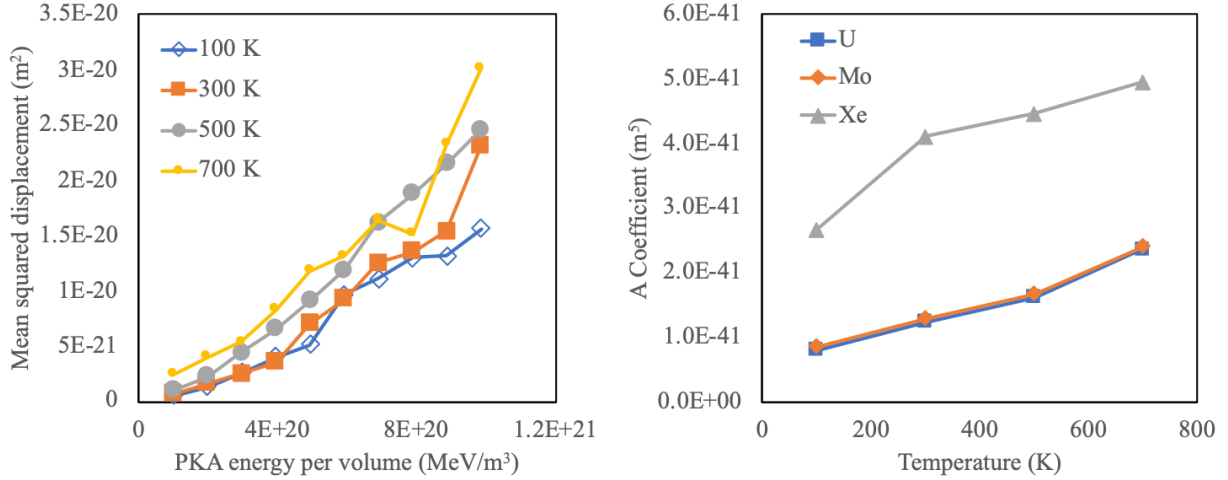 3.5E-20
3E-20
2.5E-20
2E-20
1.5E-20
1E-20
5E-21
0
Mean squared displacement (m²)
100 K
300 K
500 K
700 K
0
4E+20
8E+20
1.2E+21
PKA energy per volume (MeV/m³)
6.0E-41
5.0E-41
4.0E-41
3.0E-41
2.0E-41
1.0E-41
0.0E+00
A Coefficient (m⁵)
U
Mo
Xe
0
200
400
600
800
Temperature (K)